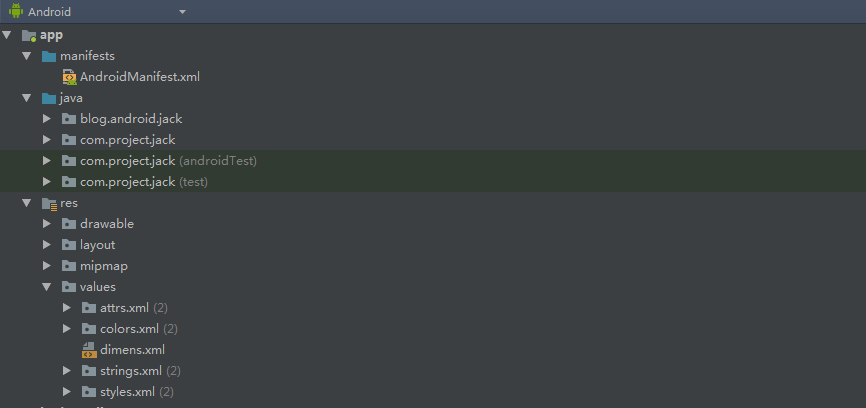 Android
app
manifests
AndroidManifest.xml
java
blog.android.jack
com.project.jack
com.project.jack (androidTest)
com.project.jack (test)
res
drawable
layout
mipmap
values
attrs.xml (2)
colors.xml (2)
dimens.xml
strings.xml (2)
styles.xml (2)